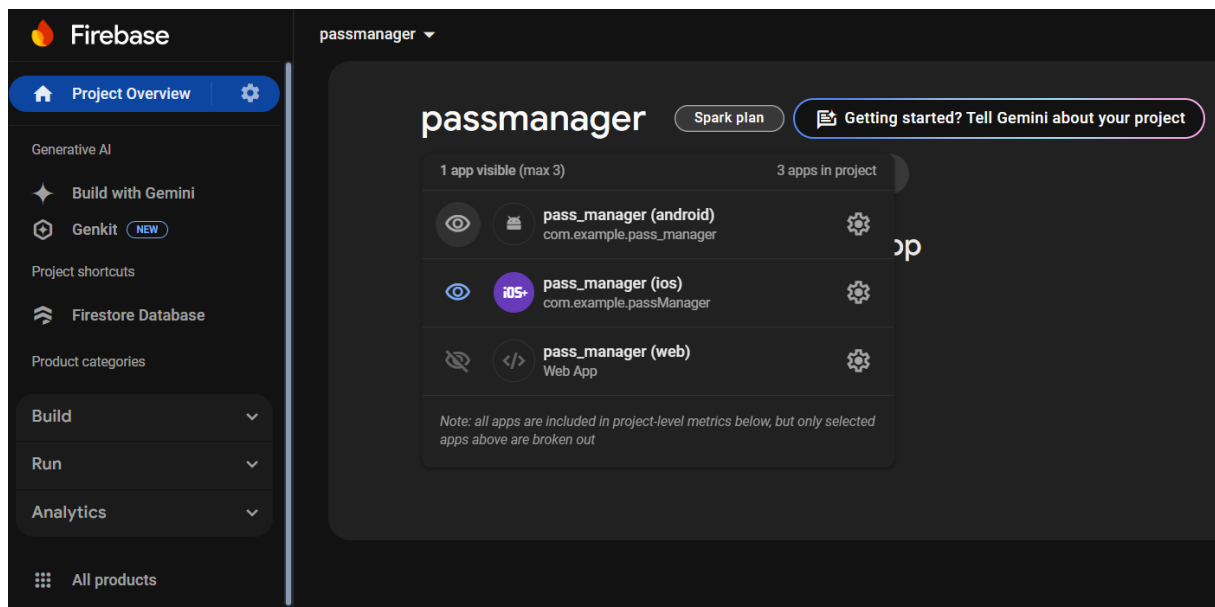 Firebase
passmanager
Project Overview
Generative AI
Build with Gemini
Genkit NEW
Project shortcuts
Firestore Database
Product categories
Build
Run
Analytics
All products
passmanager Spark plan Getting started? Tell Gemini about your project
1 app visible (max 3) 3 apps in project
pass_manager (android)
com.example.pass_manager
iOS+ pass_manager (ios)
com.example.passManager
</> pass_manager (web)
Web App
Note: all apps are included in project-level metrics below, but only selected
apps above are broken out